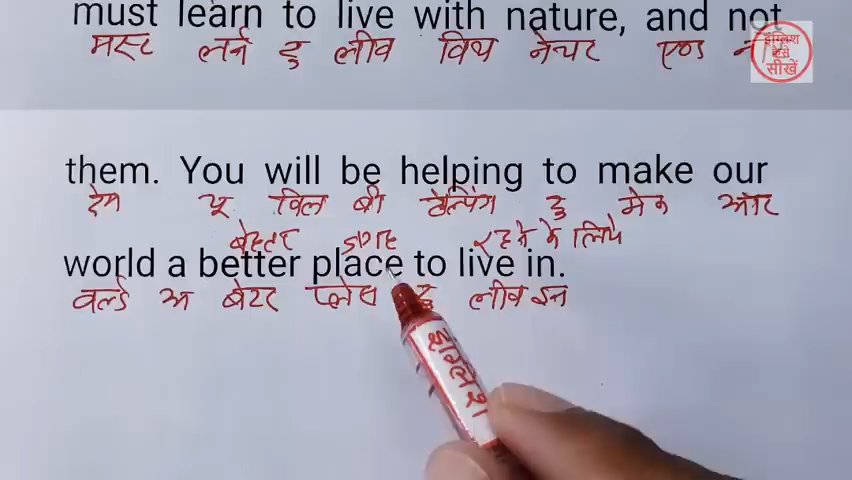 must learn to live with nature, and not
मस्ट लर्न टु लीव विथ नेचर एण्ड
इंग्लिश
सीखें
them. You will be helping to make our
देम यू विल बी हेल्पिंग टु मेक आर
बेहतर जगह रहने के लिये
world a better place to live in.
वर्ल्ड अ बेटर प्लेस टु लीव इन
इंग्लिश